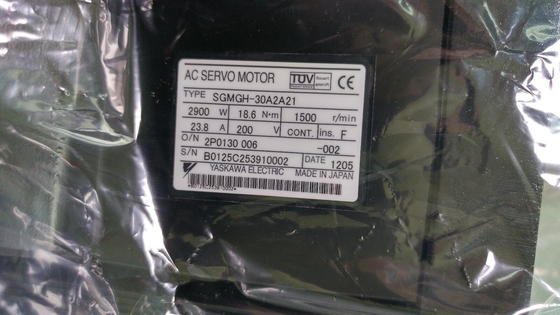 AC SERVO MOTOR TÜV CE
TYPE SGMGH-30A2A21
2900 W 18.6 N•m 1500 r/min
23.8 A 200 V CONT. ins. F
O/N 2P0130 006 -002
S/N B0125C253910002 DATE 1205
YASKAWA ELECTRIC MADE IN JAPAN